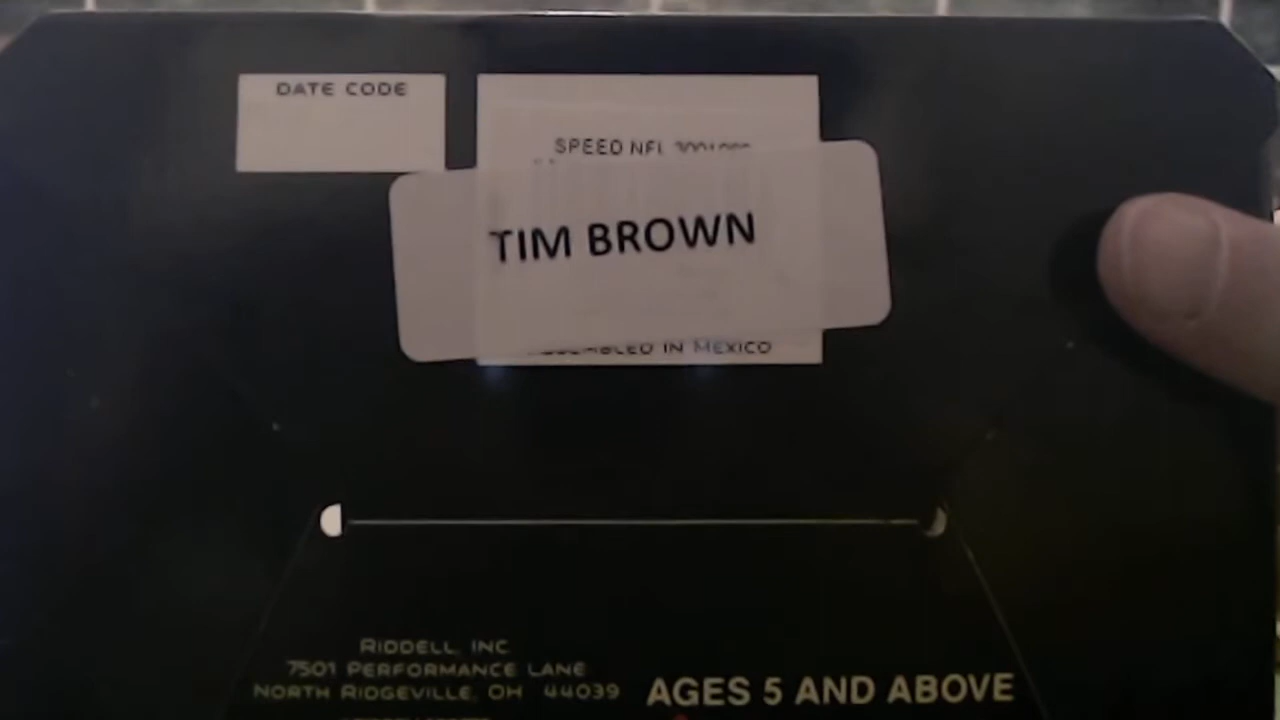 DATE CODE
SPEED NFL
TIM BROWN
IN MEXICO
RIDDELL, INC
7501 PERFORMANCE LANE
NORTH RIDGEVILLE, OH 44039
AGES 5 AND ABOVE